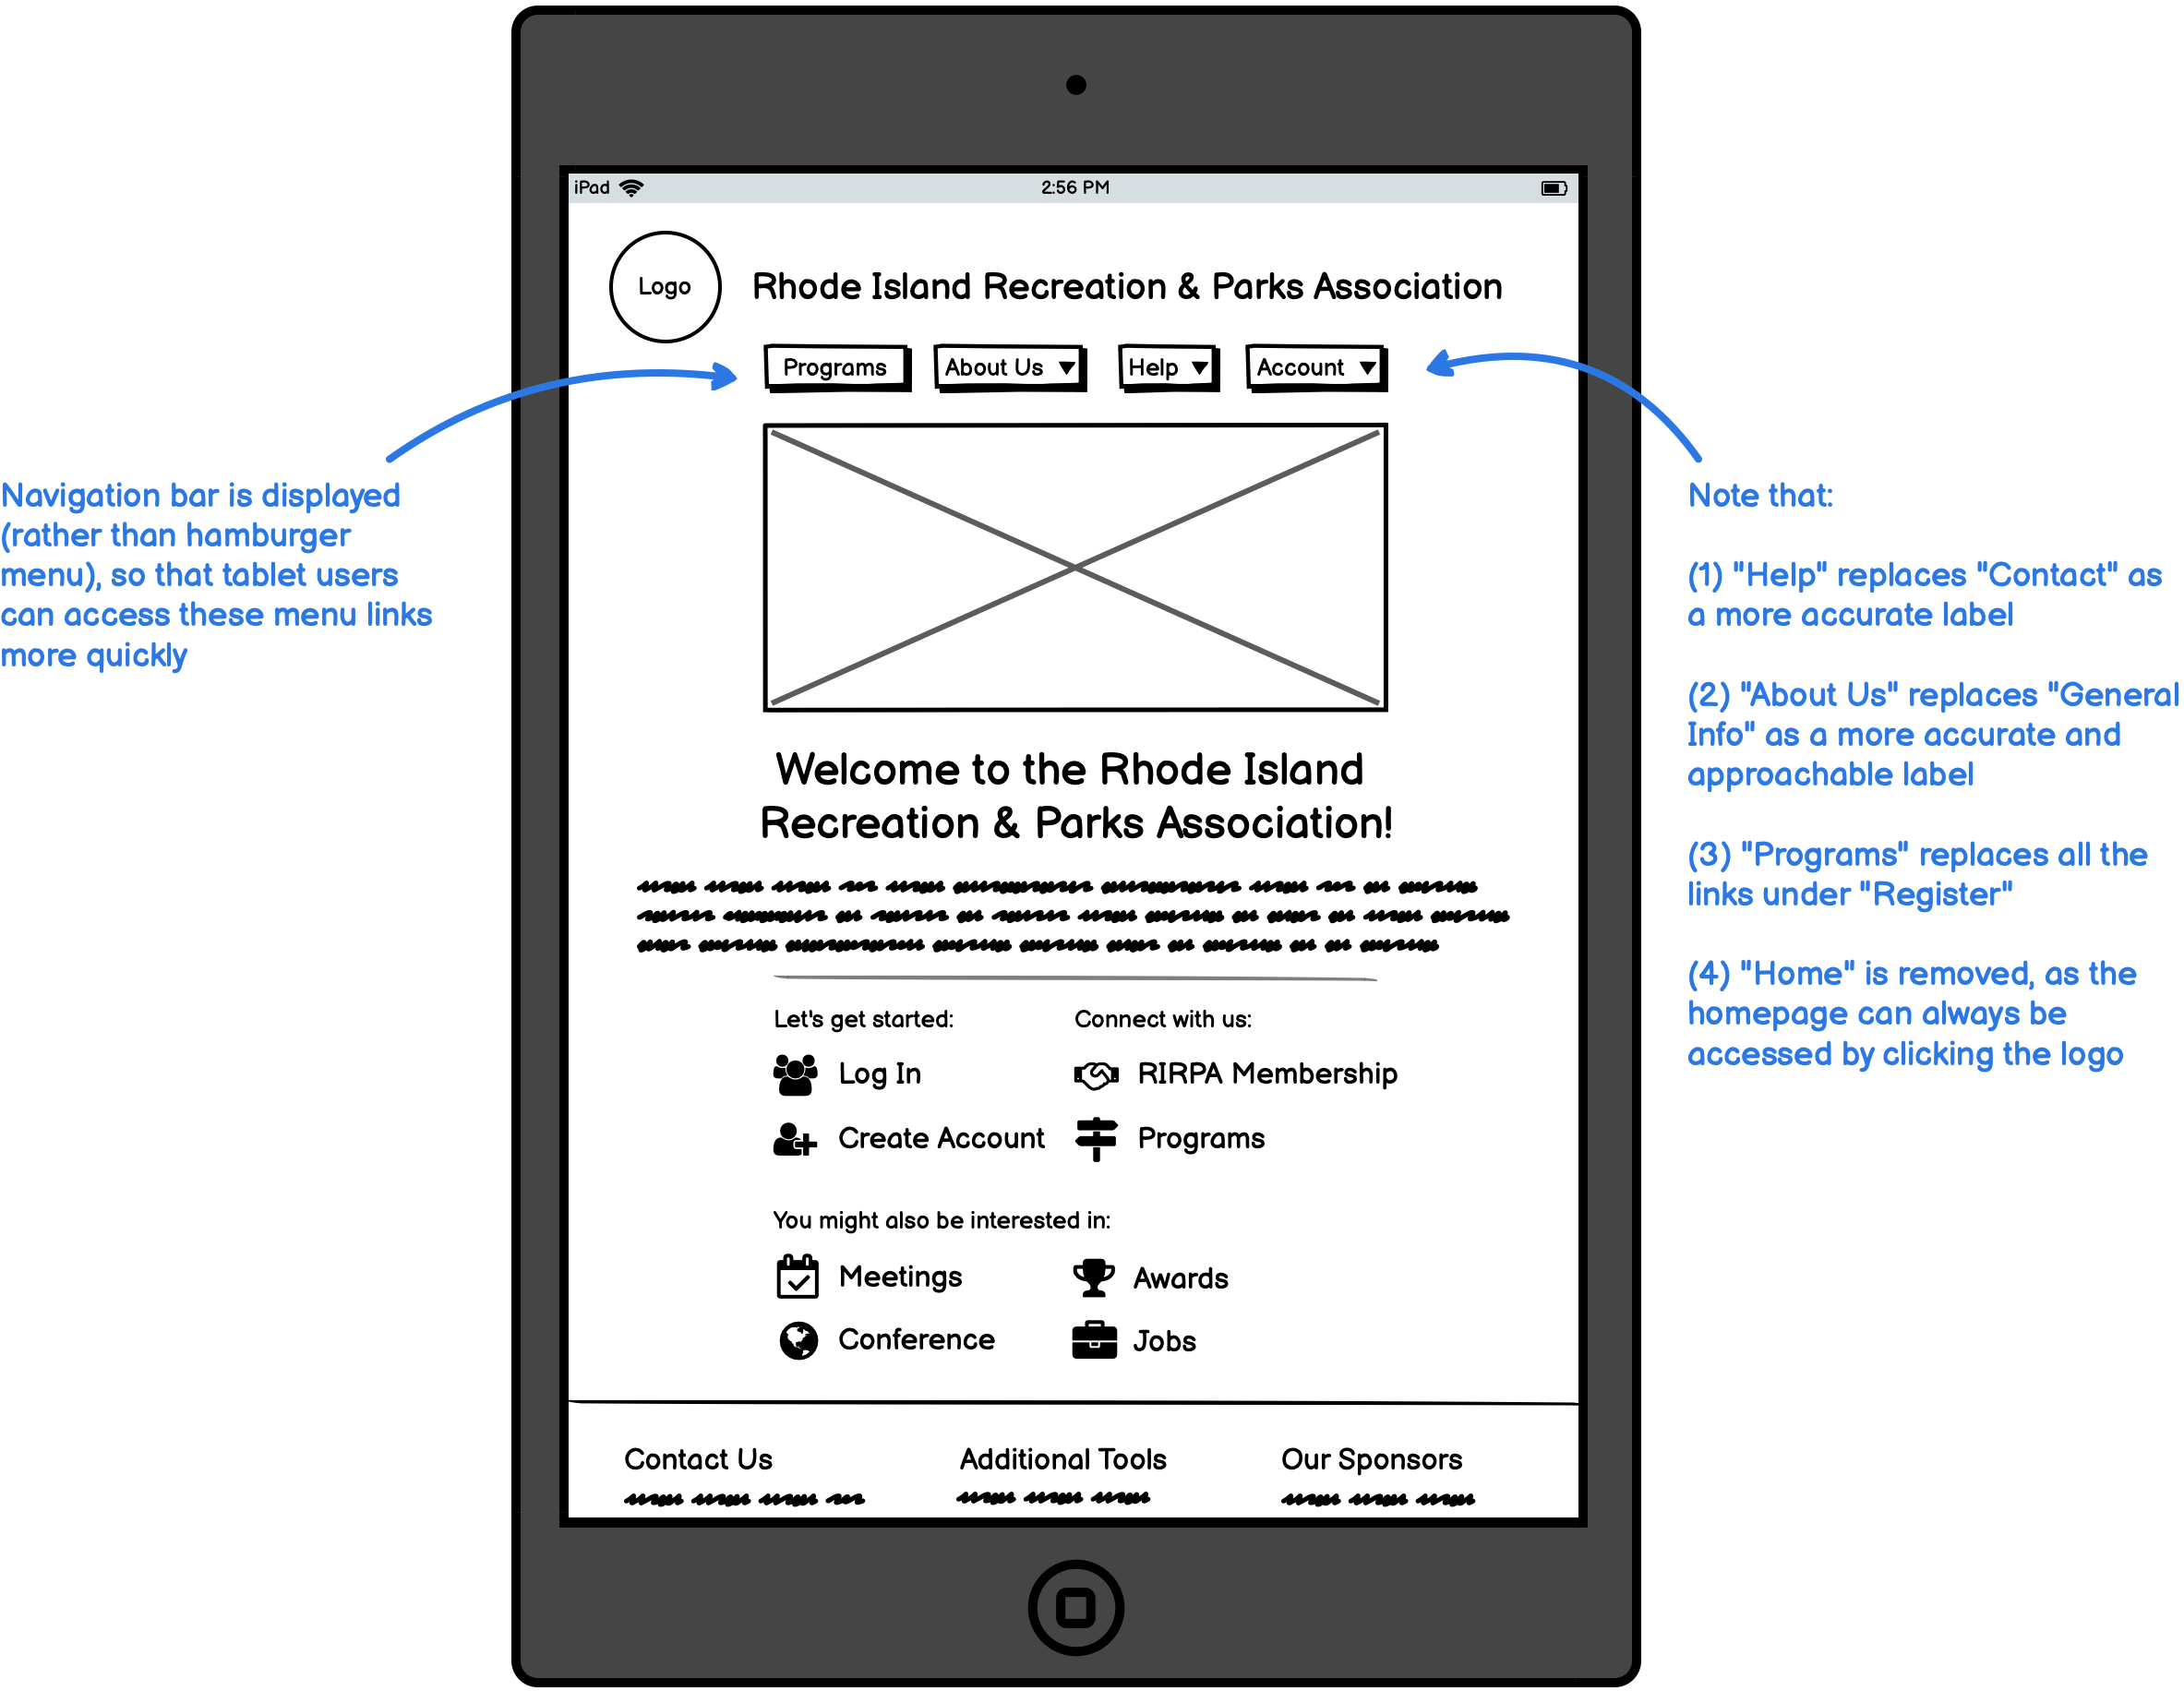 iPad
2:56 PM
Logo
Rhode Island Recreation & Parks Association
Programs
About Us
Help
Account
Navigation bar is displayed
(rather than hamburger
menu), so that tablet users
can access these menu links
more quickly
Note that:
(1) "Help" replaces "Contact" as
a more accurate label
(2) "About Us" replaces "General
Info" as a more accurate and
approachable label
(3) "Programs" replaces all the
links under "Register"
(4) "Home" is removed, as the
homepage can always be
accessed by clicking the logo
Welcome to the Rhode Island
Recreation & Parks Association!
Let's get started:
Log In
Create Account
Connect with us:
RIRPA Membership
Programs
You might also be interested in:
Meetings
Awards
Conference
Jobs
Contact Us
Additional Tools
Our Sponsors